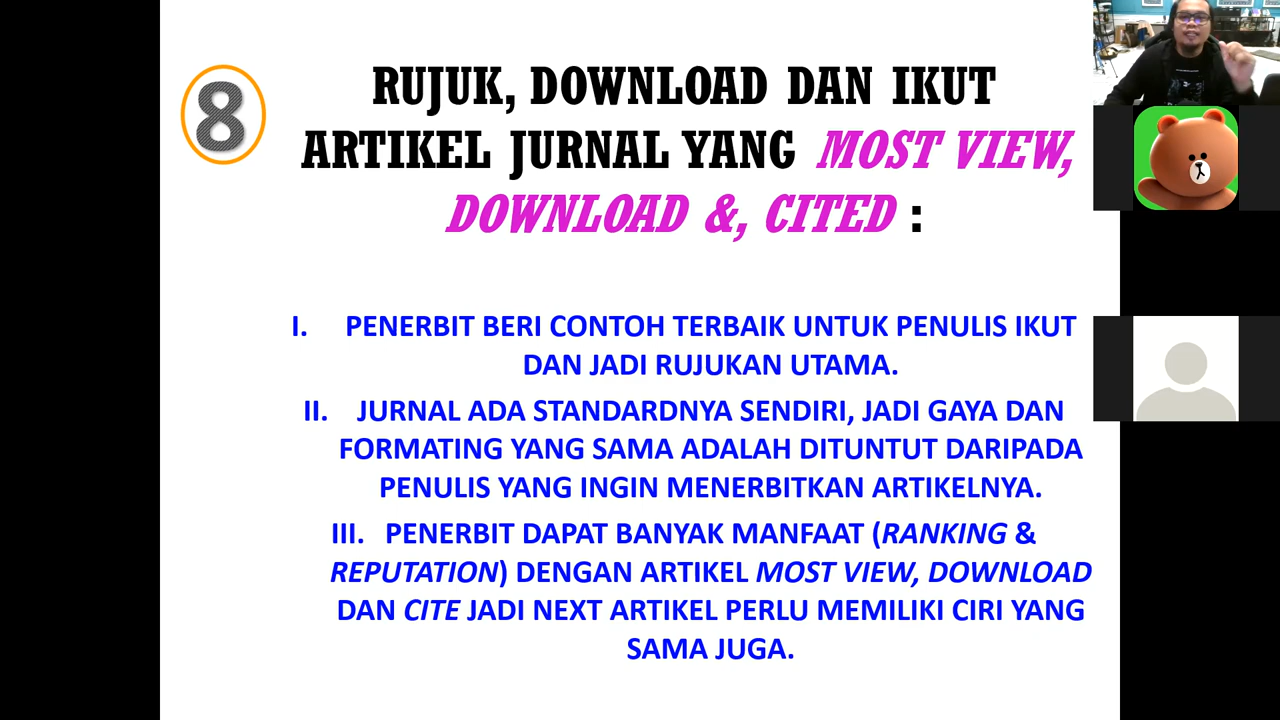 8
RUJUK, DOWNLOAD DAN IKUT
ARTIKEL JURNAL YANG MOST VIEW,
DOWNLOAD &, CITED :
I. PENERBIT BERI CONTOH TERBAIK UNTUK PENULIS IKUT
DAN JADI RUJUKAN UTAMA.
II. JURNAL ADA STANDARDNYA SENDIRI, JADI GAYA DAN
FORMATING YANG SAMA ADALAH DITUNTUT DARIPADA
PENULIS YANG INGIN MENERBITKAN ARTIKELNYA.
III. PENERBIT DAPAT BANYAK MANFAAT (RANKING &
REPUTATION) DENGAN ARTIKEL MOST VIEW, DOWNLOAD
DAN CITE JADI NEXT ARTIKEL PERLU MEMILIKI CIRI YANG
SAMA JUGA.